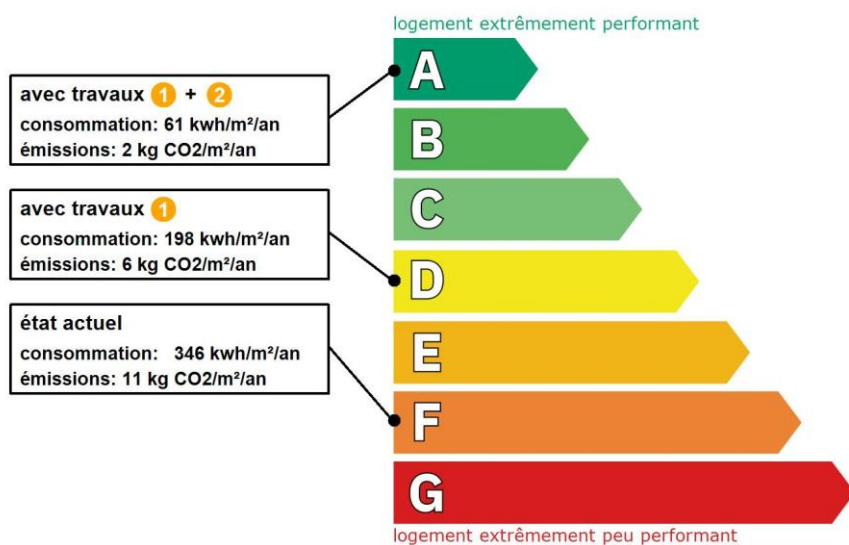 logement extrêmement performant
avec travaux 1 + 2
consommation: 61 kwh/m²/an
émissions: 2 kg CO2/m²/an
avec travaux 1
consommation: 198 kwh/m²/an
émissions: 6 kg CO2/m²/an
état actuel
consommation: 346 kwh/m²/an
émissions: 11 kg CO2/m²/an
A
B
C
D
E
F
G
logement extrêmement peu performant